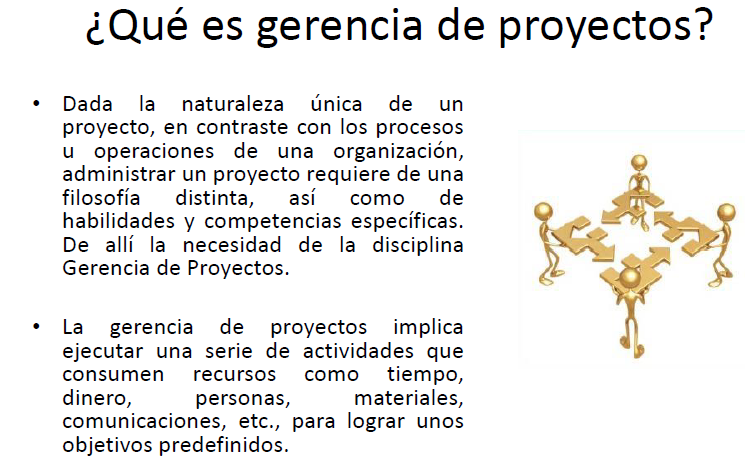 ¿Qué es gerencia de proyectos?
• Dada la naturaleza única de un
proyecto, en contraste con los procesos
u operaciones de una organización,
administrar un proyecto requiere de una
filosofía distinta, así como de
habilidades y competencias específicas.
De allí la necesidad de la disciplina
Gerencia de Proyectos.
• La gerencia de proyectos implica
ejecutar una serie de actividades que
consumen recursos como tiempo,
dinero, personas, materiales,
comunicaciones, etc., para lograr unos
objetivos predefinidos.